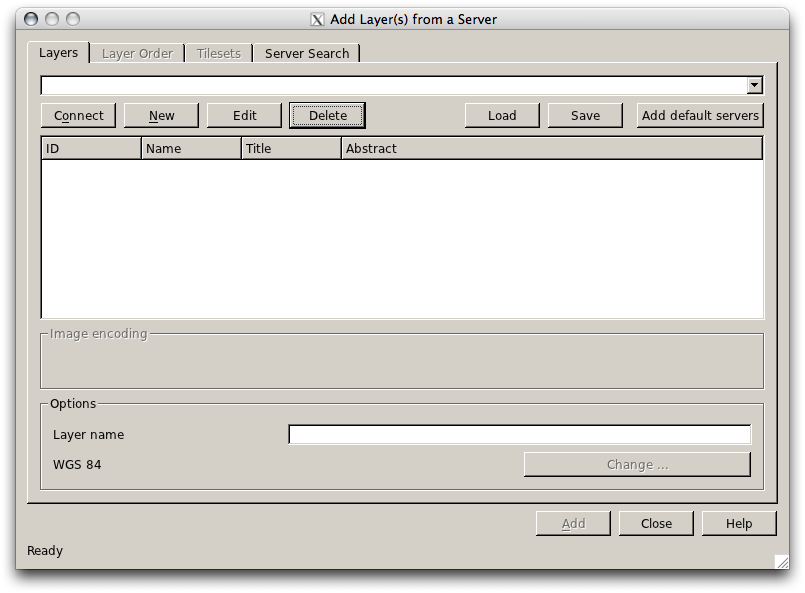 Add Layer(s) from a Server
Layers Layer Order Tilesets Server Search
Connect New Edit Delete Load Save Add default servers
ID Name Title Abstract
Image encoding
Options
Layer name
WGS 84 Change ...
Add Close Help
Ready